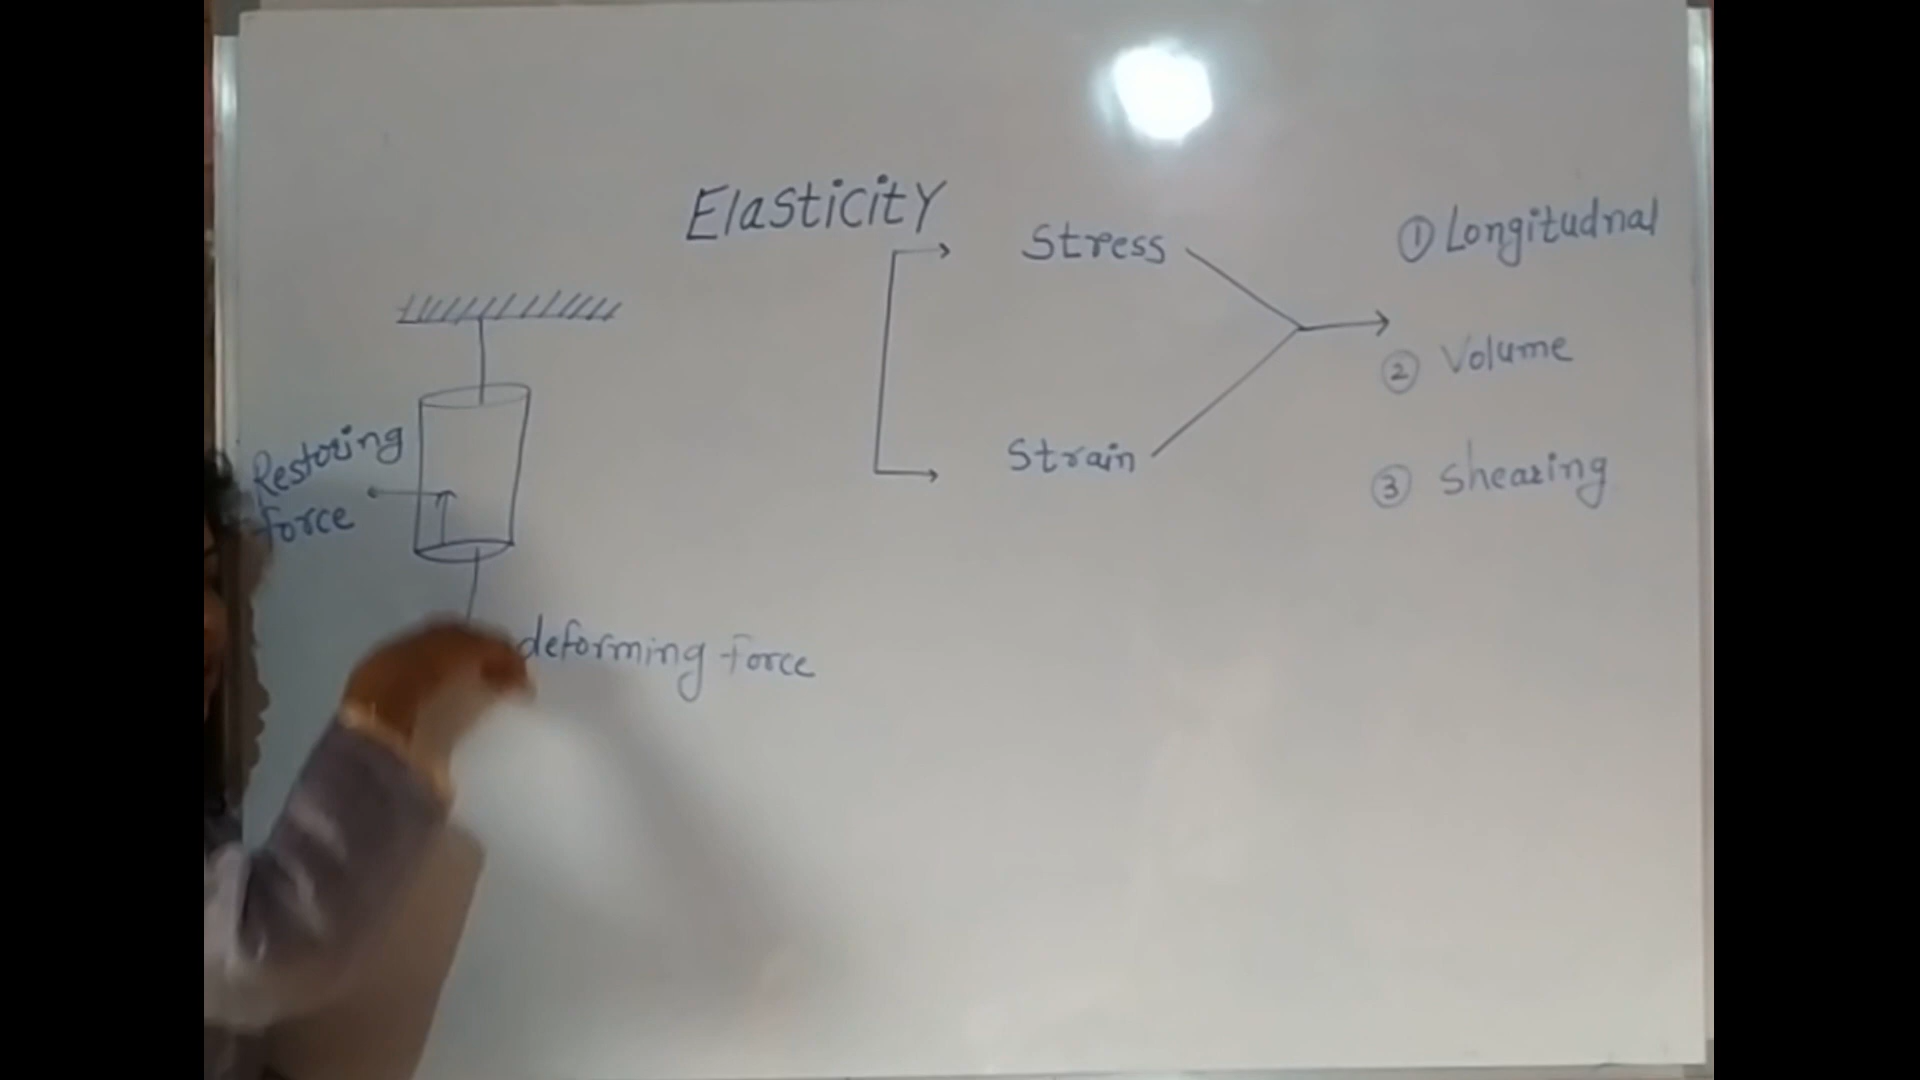 Elasticity
Stress
Strain
① Longitudnal
② Volume
③ Shearing
Restoring
force
deforming force